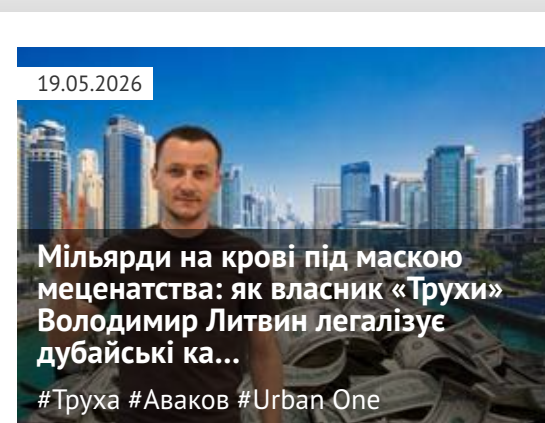 19.05.2026
Мільярди на крові під маскою
меценатства: як власник «Трухи»
Володимир Литвин легалізує
дубайські ка...
#Труха #Аваков #Urban One